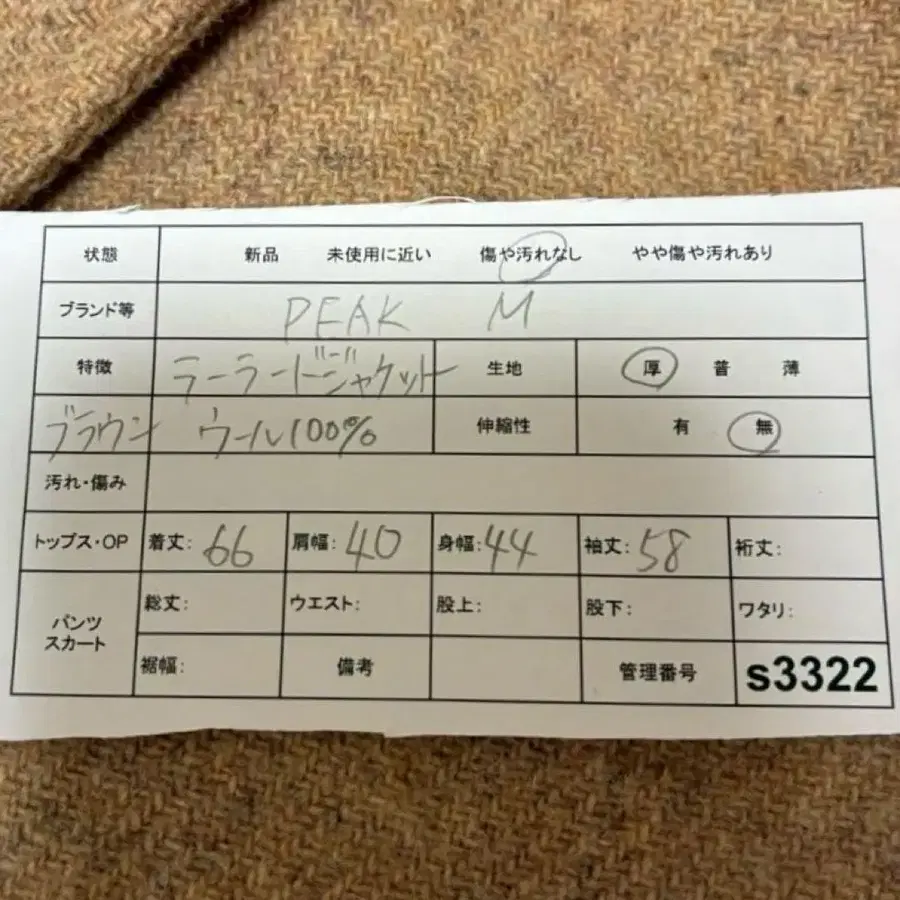 状態 新品 未使用に近い 傷や汚れなし やや傷や汚れあり
ブランド等 PEAK M
特徴 テーラードジャケット 生地 厚 普 薄
ブラウン ウール100% 伸縮性 有 無
汚れ・傷み
トップス・OP 着丈: 66 肩幅: 40 身幅: 44 袖丈: 58 裄丈:
パンツ スカート 総丈: ウエスト: 股上: 股下: ワタリ:
裾幅: 備考 管理番号 s3322